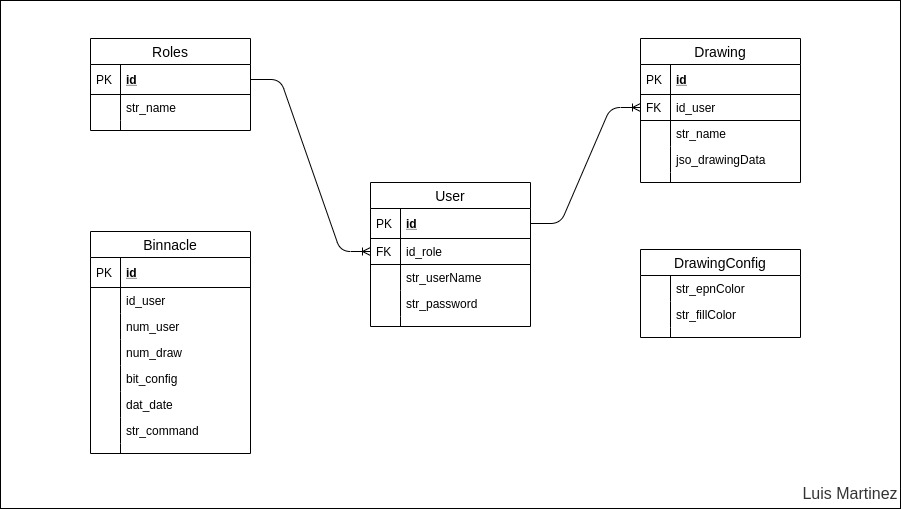 Roles
PK id
str_name
Drawing
PK id
FK id_user
str_name
jso_drawingData
User
PK id
FK id_role
str_userName
str_password
Binnacle
PK id
id_user
num_user
num_draw
bit_config
dat_date
str_command
DrawingConfig
str_epnColor
str_fillColor
Luis Martinez